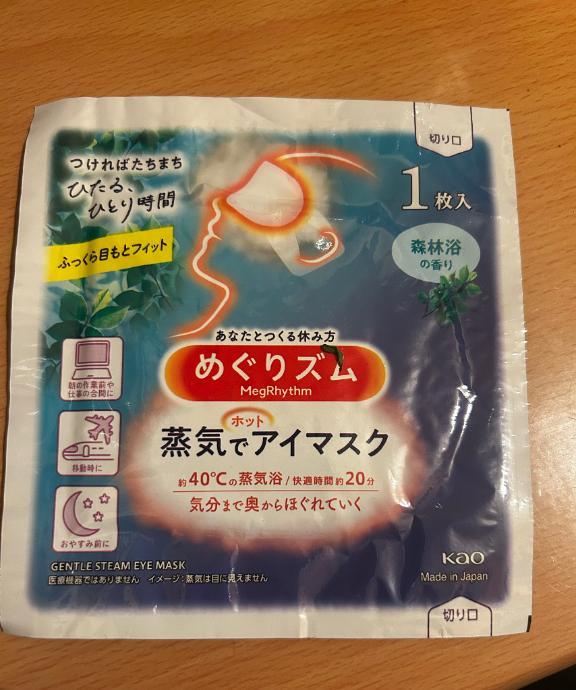 切り口
つければたちまち
ひたる、
ひとり時間
1枚入
ふっくら目もとフィット
森林浴
の香り
あなたとつくる休み方
めぐりズム
MegRhythm
朝の作業前や
仕事の合間に
ホット
蒸気でアイマスク
移動時に
約40℃の蒸気浴/快適時間約20分
気分まで奥からほぐれていく
おやすみ前に
GENTLE STEAM EYE MASK
医療機器ではありません イメージ:蒸気は目に見えません
Kao
Made in Japan
切り口